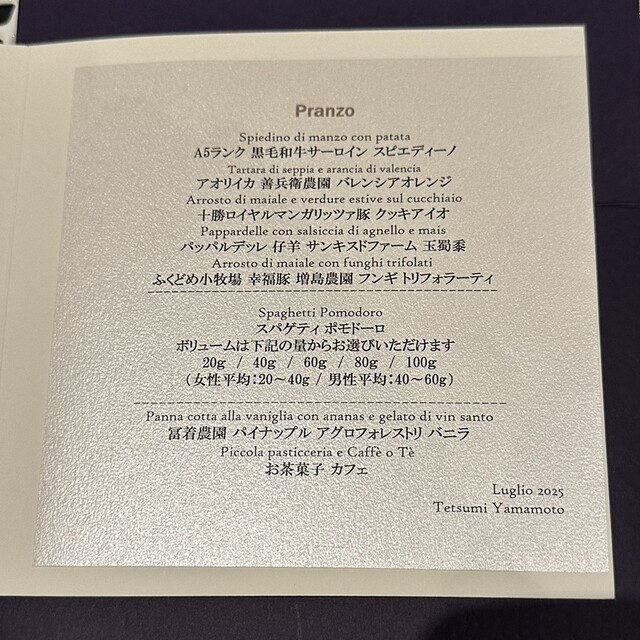 Pranzo
Spiedino di manzo con patata
A5ランク 黒毛和牛サーロイン スピエディーノ
Tartara di seppia e arancia di valencia
アオリイカ 善兵衛農園 バレンシアオレンジ
Arrosto di maiale e verdure estive sul cucchiaio
十勝ロイヤルマンガリッツァ豚 クッキアイオ
Pappardelle con salsiccia di agnello e mais
パッパルデッレ 仔羊 サンキスドファーム 玉蜀黍
Arrosto di maiale con funghi trifolati
ふくどめ小牧場 幸福豚 増島農園 フンギ トリフォラーティ
Spaghetti Pomodoro
スパゲティ ポモドーロ
ボリュームは下記の量からお選びいただけます
20g / 40g / 60g / 80g / 100g
（女性平均：20～40g / 男性平均：40～60g）
Panna cotta alla vaniglia con ananas e gelato di vin santo
冨着農園 パイナップル アグロフォレストリ バニラ
Piccola pasticceria e Caffè o Tè
お茶菓子 カフェ
Luglio 2025
Tetsumi Yamamoto